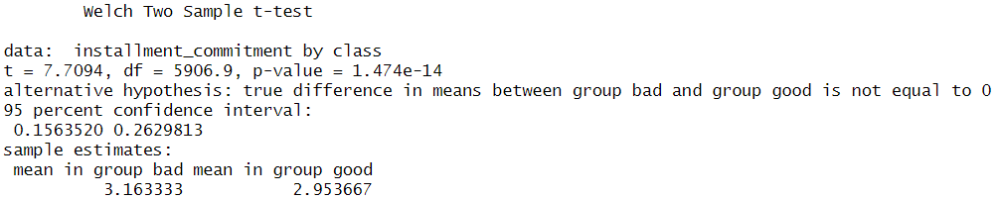 Welch Two Sample t-test
data:  installment_commitment by class
t = 7.7094, df = 5906.9, p-value = 1.474e-14
alternative hypothesis: true difference in means between group bad and group good is not equal to 0
95 percent confidence interval:
 0.1563520 0.2629813
sample estimates:
 mean in group bad mean in group good
          3.163333           2.953667